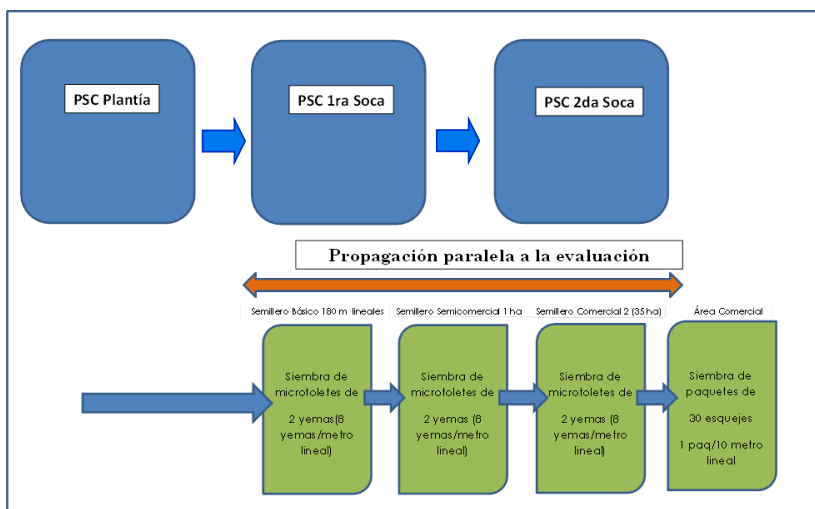 PSC Plantía
PSC 1ra Soca
PSC 2da Soca
Propagación paralela a la evaluación
Semillero Básico 180 m lineales
Semillero Semicomercial 1 ha
Semillero Comercial 2 (35 ha)
Área Comercial
Siembra de
microtoletes de
2 yemas(8
yemas/metro
lineal)
Siembra de
microtoletes de
2 yemas (8
yemas/metro
lineal)
Siembra de
microtoletes de
2 yemas (8
yemas/metro
lineal)
Siembra de
paquetes de
30 esquejes
1 paq/10 metro
lineal